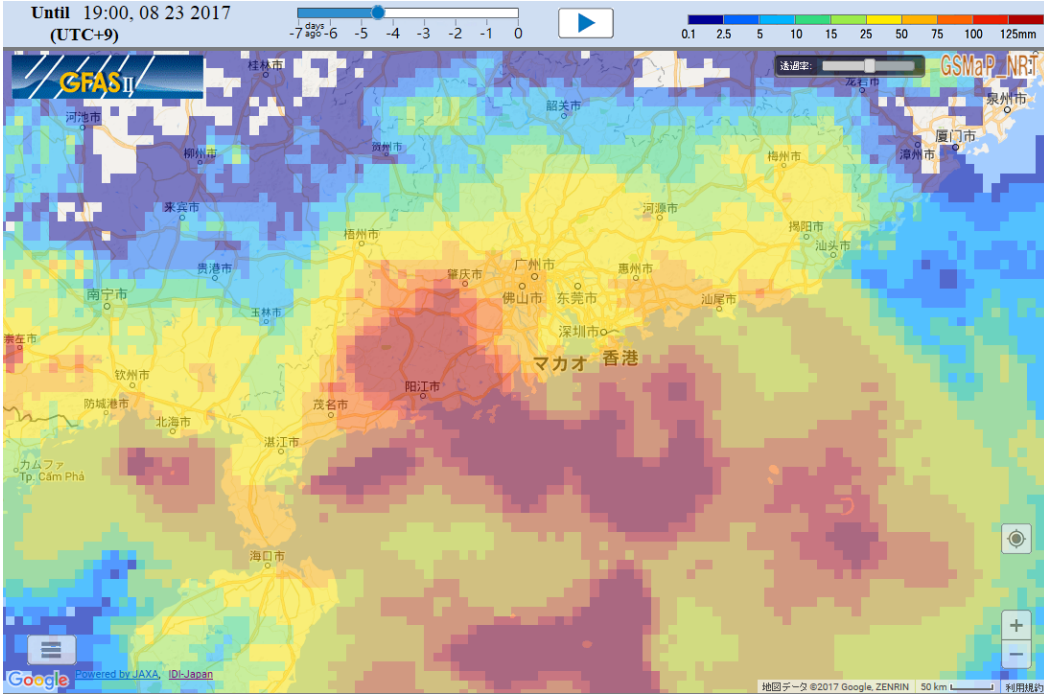 Until 19:00, 08 23 2017
(UTC+9)
-7 days ago -6 -5 -4 -3 -2 -1 0
0.1 2.5 5 10 15 25 50 75 100 125mm
GFAS II
透過率:
GSMaP_NRT
桂林市
龙岩市
泉州市
河池市
韶关市
厦门市
柳州市
贺州市
梅州市
漳州市
来宾市
河源市
梧州市
揭阳市
汕头市
贵港市
肇庆市
广州市
惠州市
南宁市
佛山市
东莞市
汕尾市
玉林市
深圳市
崇左市
マカオ
香港
钦州市
阳江市
防城港市
茂名市
北海市
湛江市
カムファ
Tp. Cẩm Phả
海口市
Google
Powered by JAXA, IDI-Japan
地図データ ©2017 Google, ZENRIN
50 km
利用規約